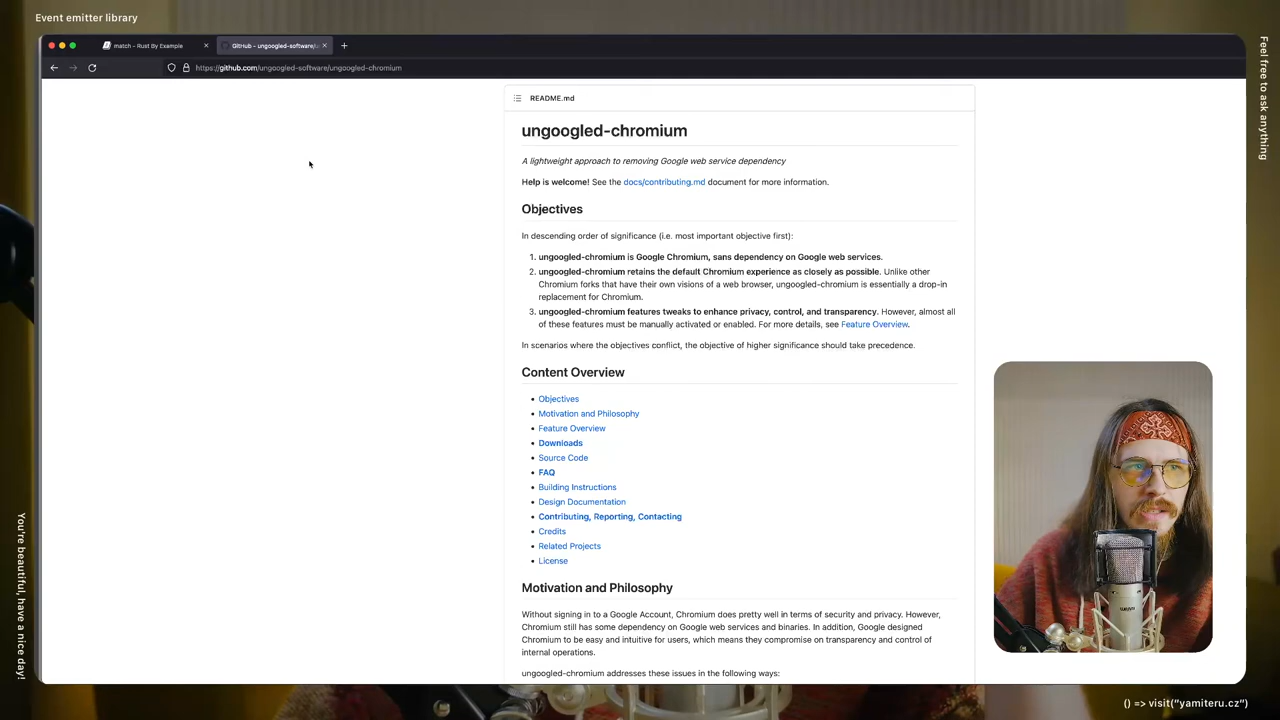 Event emitter library
match - Rust By Example
GitHub - ungoogled-software/u
https://github.com/ungoogled-software/ungoogled-chromium
README.md
ungoogled-chromium
A lightweight approach to removing Google web service dependency
Help is welcome! See the docs/contributing.md document for more information.
Objectives
In descending order of significance (i.e. most important objective first):
1. ungoogled-chromium is Google Chromium, sans dependency on Google web services.
2. ungoogled-chromium retains the default Chromium experience as closely as possible. Unlike other
Chromium forks that have their own visions of a web browser, ungoogled-chromium is essentially a drop-in
replacement for Chromium.
3. ungoogled-chromium features tweaks to enhance privacy, control, and transparency. However, almost all
of these features must be manually activated or enabled. For more details, see Feature Overview.
In scenarios where the objectives conflict, the objective of higher significance should take precedence.
Content Overview
• Objectives
• Motivation and Philosophy
• Feature Overview
• Downloads
• Source Code
• FAQ
• Building Instructions
• Design Documentation
• Contributing, Reporting, Contacting
• Credits
• Related Projects
• License
Motivation and Philosophy
Without signing in to a Google Account, Chromium does pretty well in terms of security and privacy. However,
Chromium still has some dependency on Google web services and binaries. In addition, Google designed
Chromium to be easy and intuitive for users, which means they compromise on transparency and control of
internal operations.
ungoogled-chromium addresses these issues in the following ways:
Feel free to ask anything
You're beautiful, have a nice day!
() => visit("yamiteru.cz")